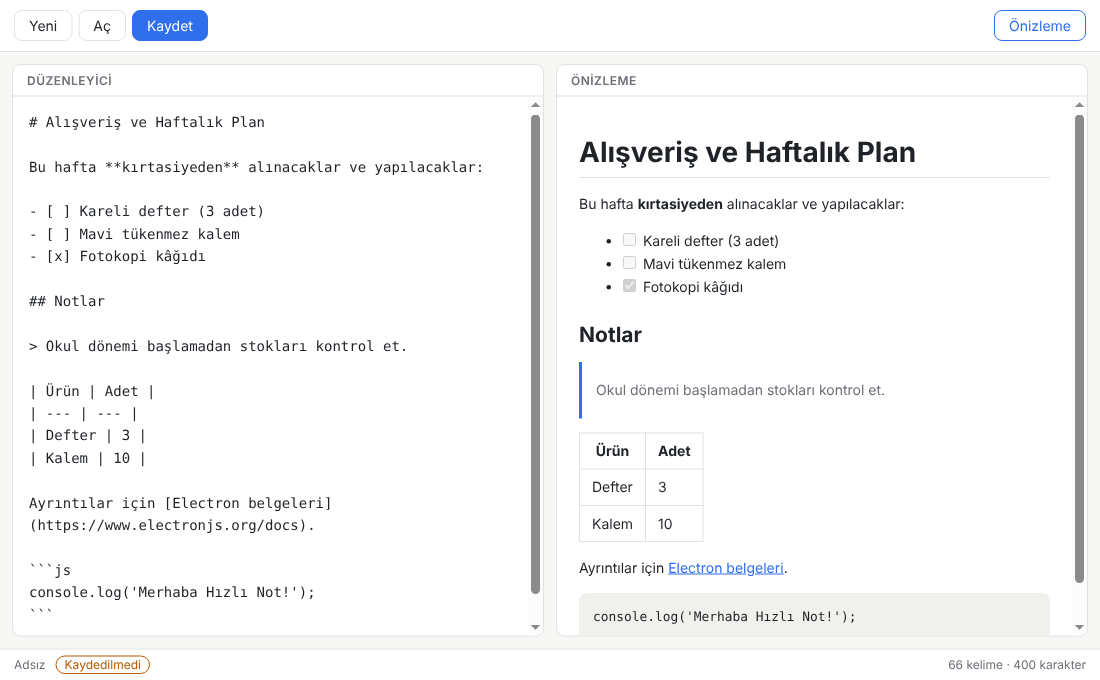 Yeni Aç Kaydet Önizleme
DÜZENLEYİCİ
# Alışveriş ve Haftalık Plan
Bu hafta **kırtasiyeden** alınacaklar ve yapılacaklar:
- [ ] Kareli defter (3 adet)
- [ ] Mavi tükenmez kalem
- [x] Fotokopi kâğıdı
## Notlar
> Okul dönemi başlamadan stokları kontrol et.
| Ürün | Adet |
| --- | --- |
| Defter | 3 |
| Kalem | 10 |
Ayrıntılar için [Electron belgeleri]
(https://www.electronjs.org/docs).
```js
console.log('Merhaba Hızlı Not!');
```
ÖNİZLEME
Alışveriş ve Haftalık Plan
Bu hafta kırtasiyeden alınacaklar ve yapılacaklar:
Kareli defter (3 adet)
Mavi tükenmez kalem
Fotokopi kâğıdı
Notlar
Okul dönemi başlamadan stokları kontrol et.
Ürün Adet
Defter 3
Kalem 10
Ayrıntılar için Electron belgeleri.
console.log('Merhaba Hızlı Not!');
Adsız Kaydedilmedi 66 kelime · 400 karakter